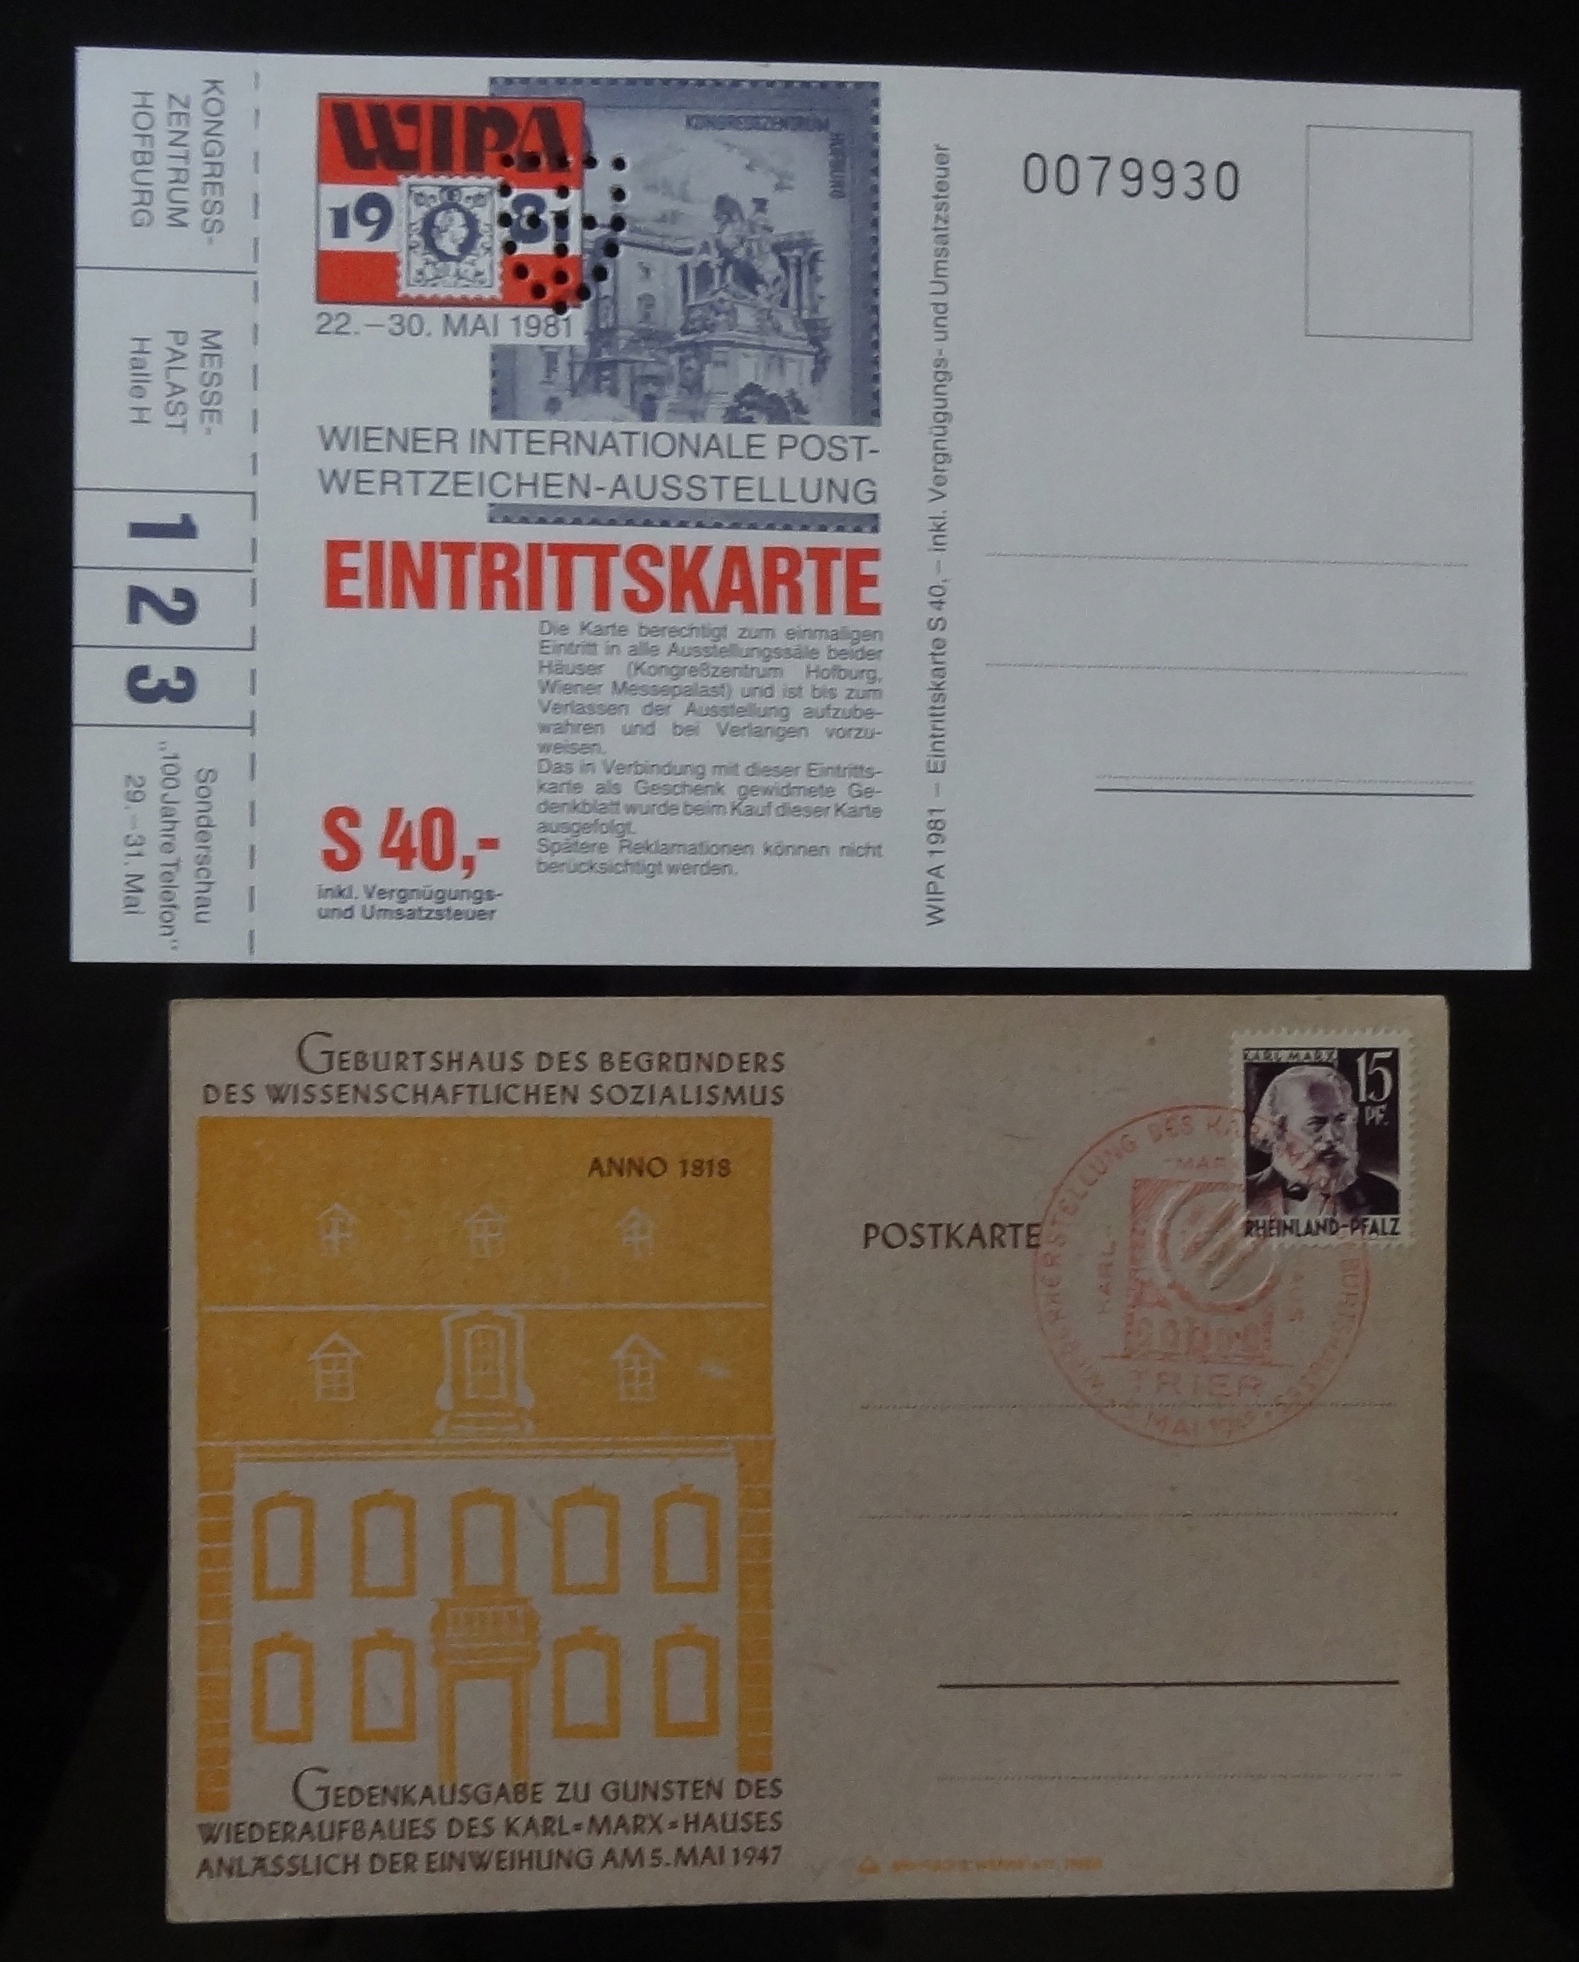 KONGRESS-
ZENTRUM
HOFBURG
MESSE-
PALAST
Halle H
1
2
3
Sonderschau
„100 Jahre Telefon"
29.–31. Mai
WIPA
1981
KONGRESSZENTRUM
HOFBURG
22.–30. MAI 1981
WIENER INTERNATIONALE POST-
WERTZEICHEN-AUSSTELLUNG
EINTRITTSKARTE
Die Karte berechtigt zum einmaligen
Eintritt in alle Ausstellungssäle beider
Häuser (Kongreßzentrum Hofburg,
Wiener Messepalast) und ist bis zum
Verlassen der Ausstellung aufzube-
wahren und bei Verlangen vorzu-
weisen.
Das in Verbindung mit dieser Eintritts-
karte als Geschenk gewidmete Ge-
denkblatt wurde beim Kauf dieser Karte
ausgefolgt.
Spätere Reklamationen können nicht
berücksichtigt werden.
S 40,-
inkl. Vergnügungs-
und Umsatzsteuer
WIPA 1981 – Eintrittskarte S 40,– inkl. Vergnügungs- und Umsatzsteuer
0079930
GEBURTSHAUS DES BEGRÜNDERS
DES WISSENSCHAFTLICHEN SOZIALISMUS
ANNO 1818
GEDENKAUSGABE ZU GUNSTEN DES
WIEDERAUFBAUES DES KARL=MARX=HAUSES
ANLÄSSLICH DER EINWEIHUNG AM 5. MAI 1947
POSTKARTE
KARL MARX
15
PF.
RHEINLAND-PFALZ
WIEDERHERSTELLUNG DES KARL
KARL-
TRIER
MAI